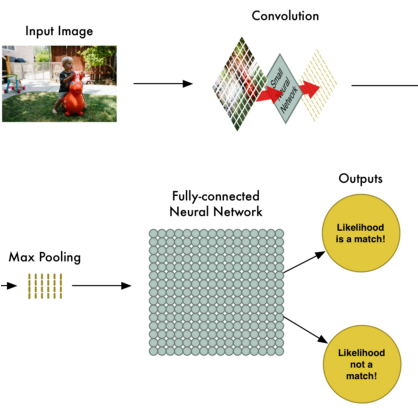 Input Image
Convolution
Small
Neural
Network
Max Pooling
Fully-connected
Neural Network
Outputs
Likelihood
is a match!
Likelihood
not a
match!